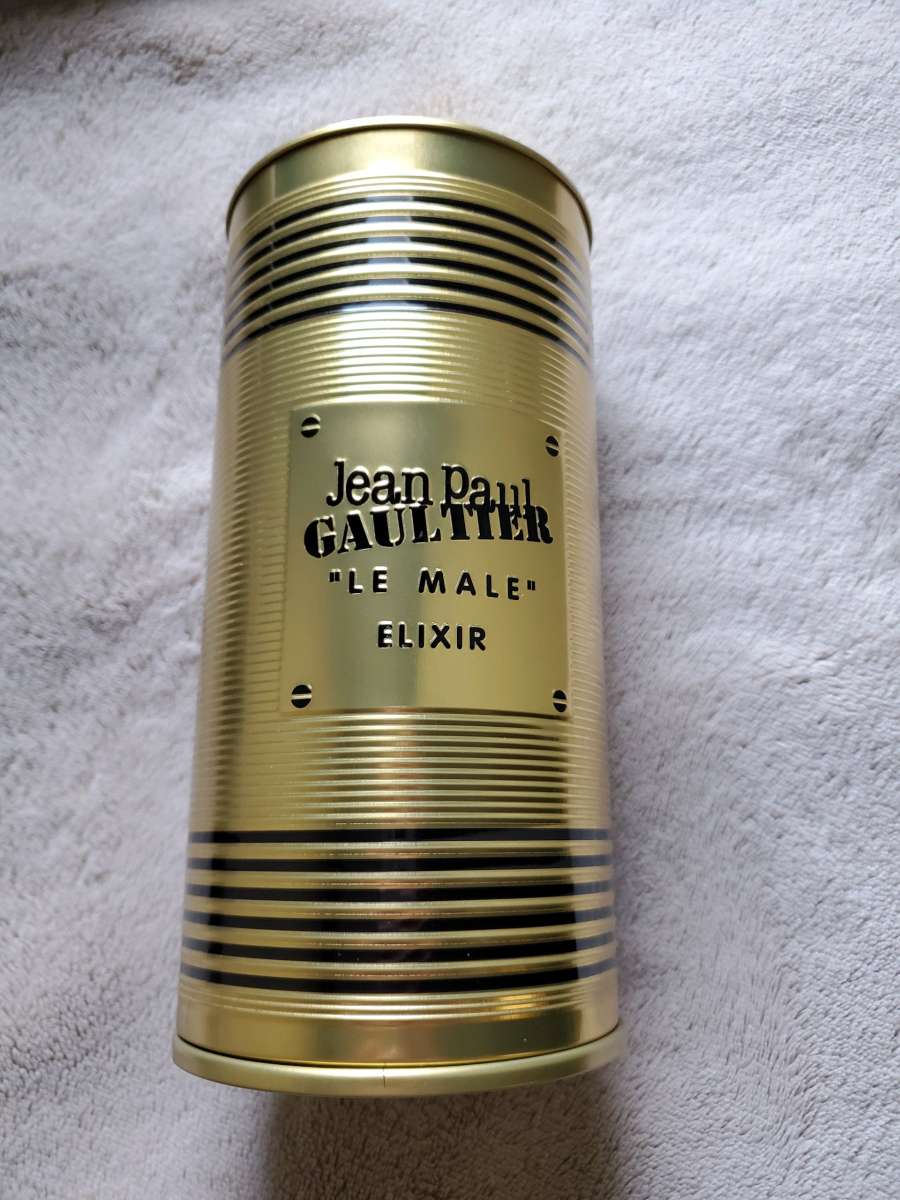 Jean Paul
GAULTIER
"LE MALE"
ELIXIR